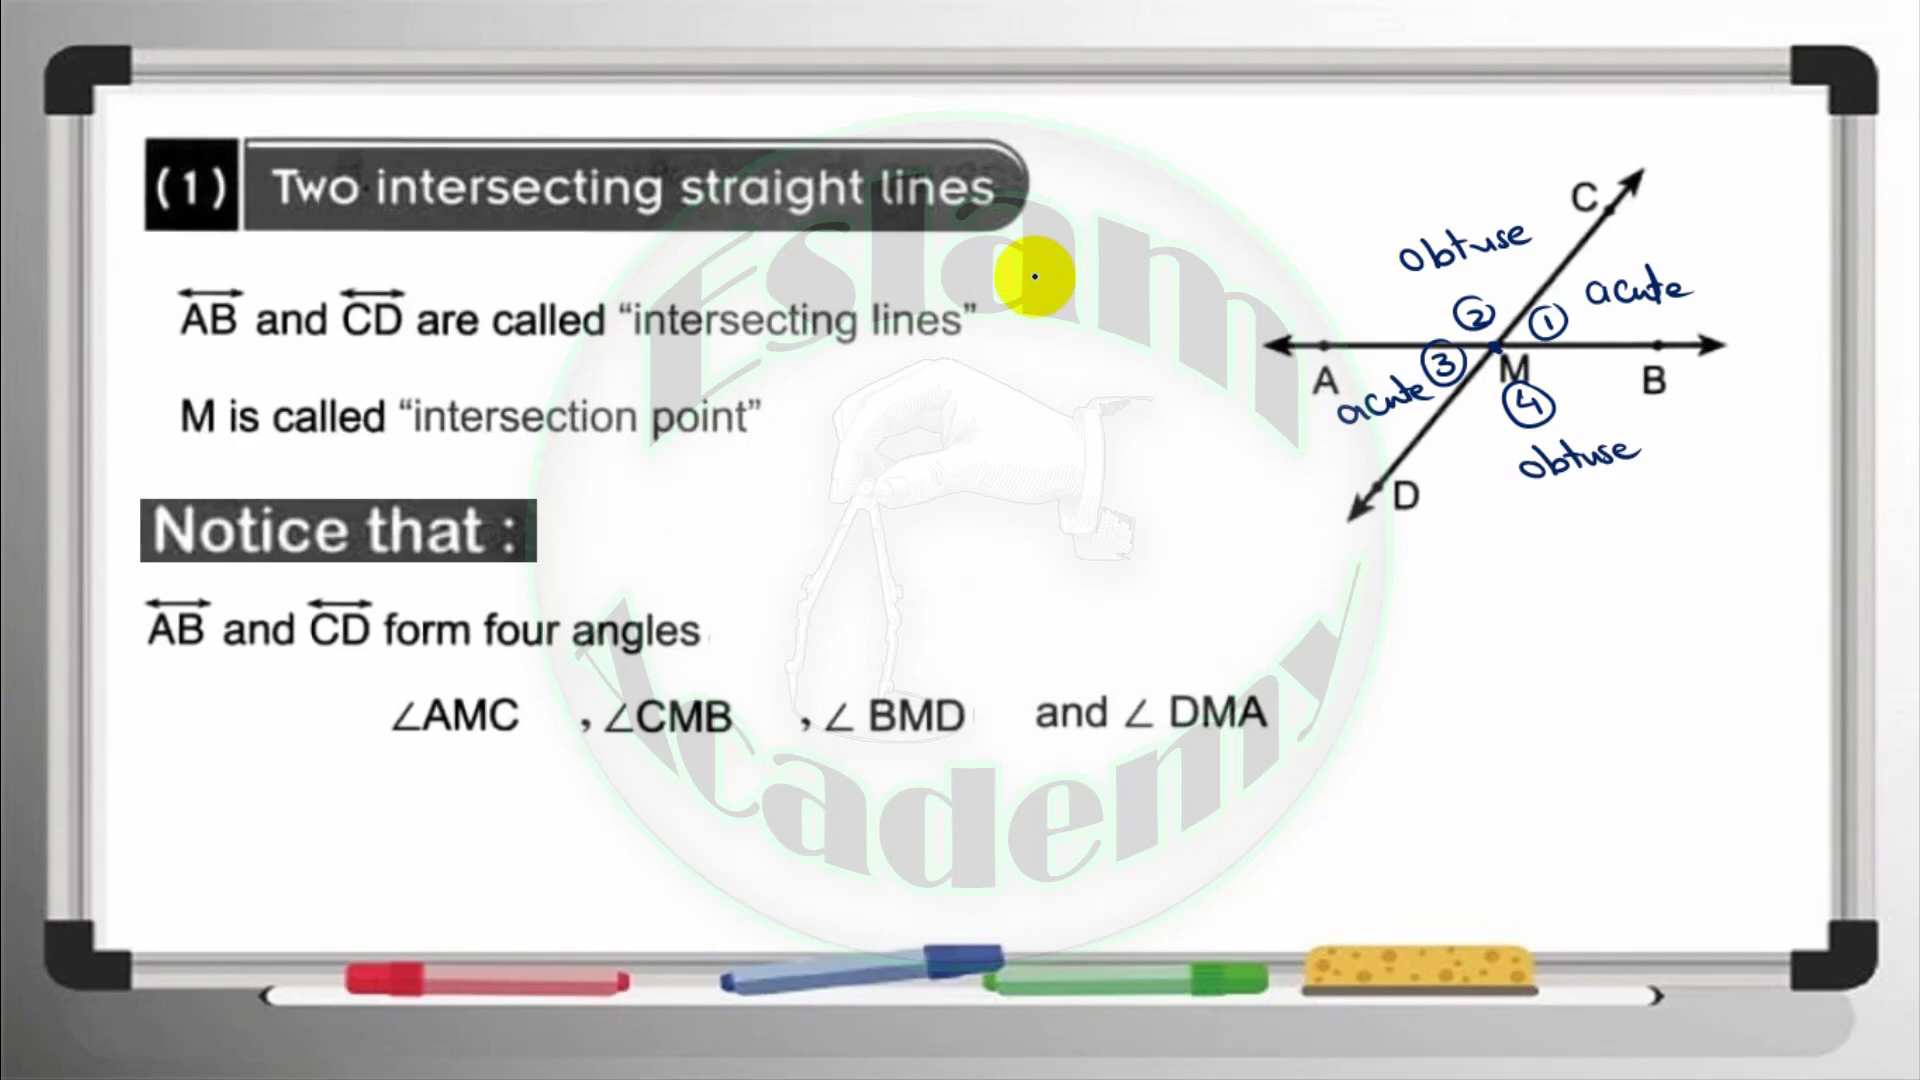 (1) Two intersecting straight lines
AB and CD are called “intersecting lines”
M is called “intersection point”
Notice that :
AB and CD form four angles
∠AMC , ∠CMB , ∠ BMD and ∠ DMA
C
obtuse
acute
2 1
A 3 M B
acute 4
obtuse
D
Eslam
Academy